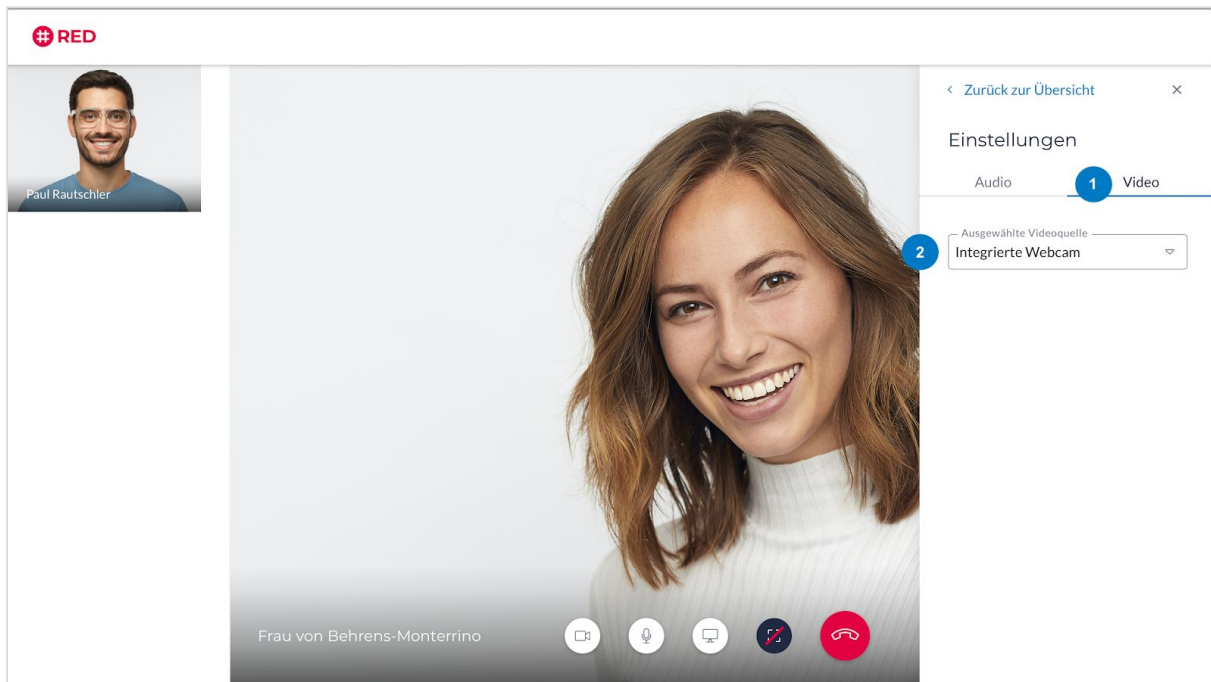 RED
Paul Rautschler
Zurück zur Übersicht
Einstellungen
Audio
1
Video
Ausgewählte Videoquelle
2
Integrierte Webcam
Frau von Behrens-Monterrino